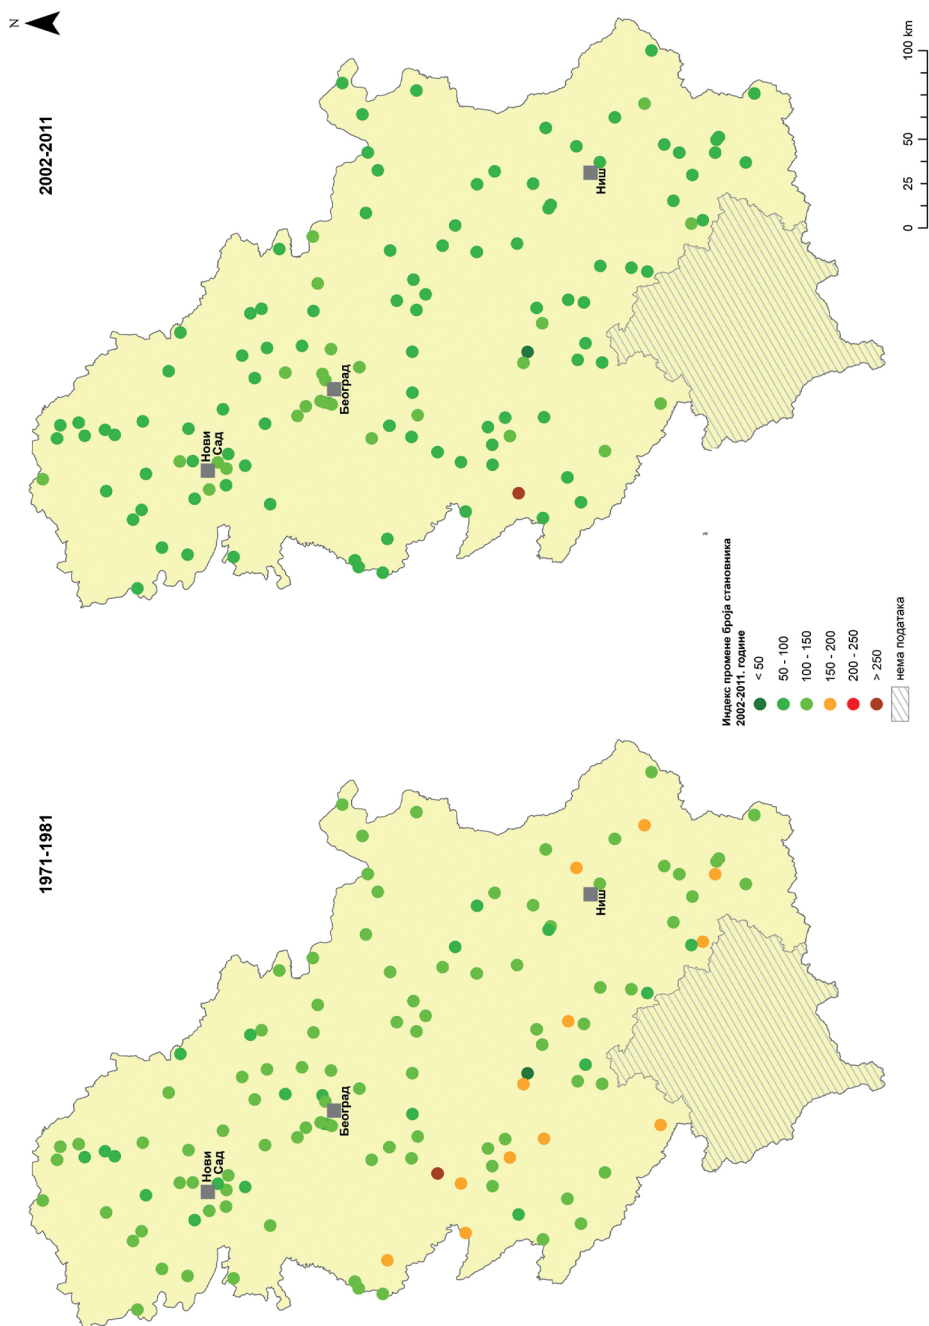 N
2002-2011
Нови
Сад
Београд
Ниш
0
25
50
100 km
Индекс промене броја становника
2002-2011. године
< 50
50 - 100
100 - 150
150 - 200
200 - 250
> 250
нема података
1971-1981
Нови
Сад
Београд
Ниш